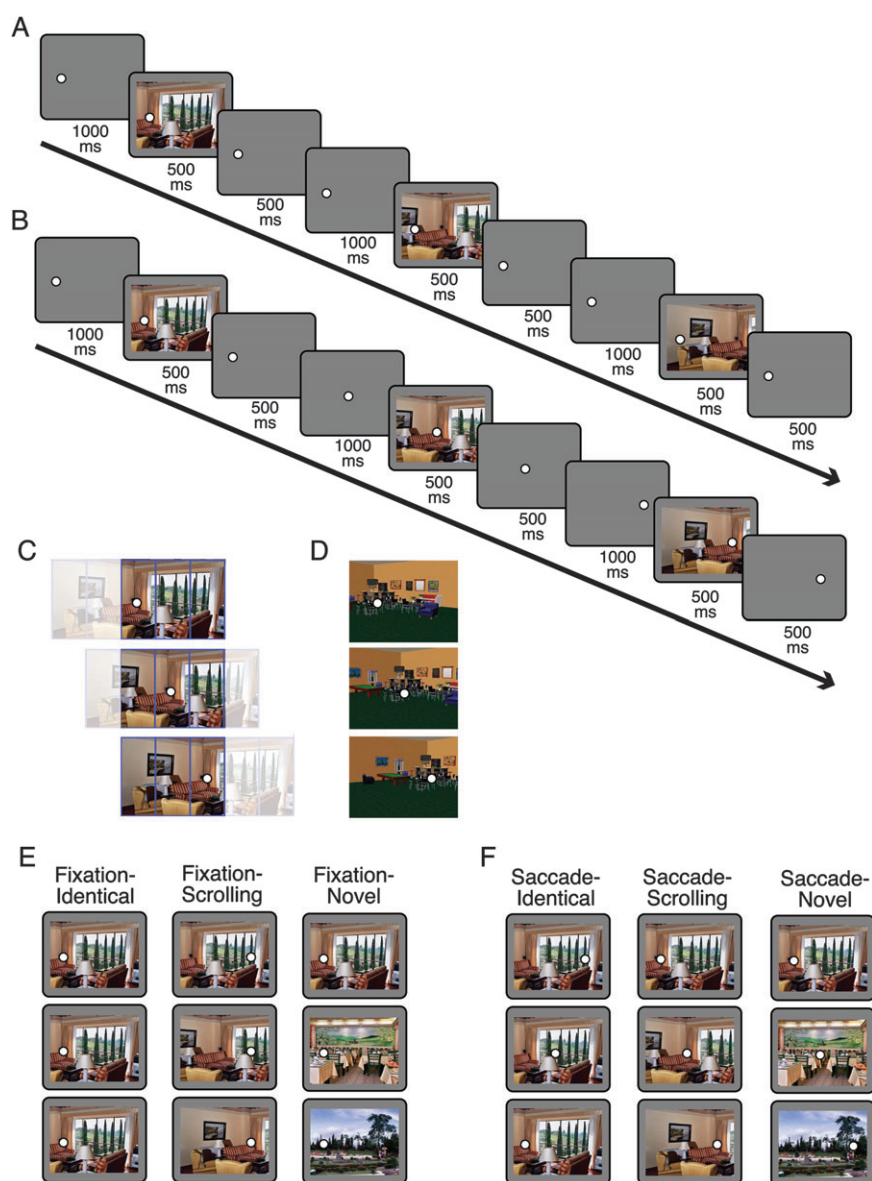 A
1000
ms
500
ms
500
ms
1000
ms
500
ms
500
ms
1000
ms
500
ms
500
ms
B
1000
ms
500
ms
500
ms
1000
ms
500
ms
500
ms
1000
ms
500
ms
500
ms
C
D
E
Fixation-
Identical
Fixation-
Scrolling
Fixation-
Novel
F
Saccade-
Identical
Saccade-
Scrolling
Saccade-
Novel